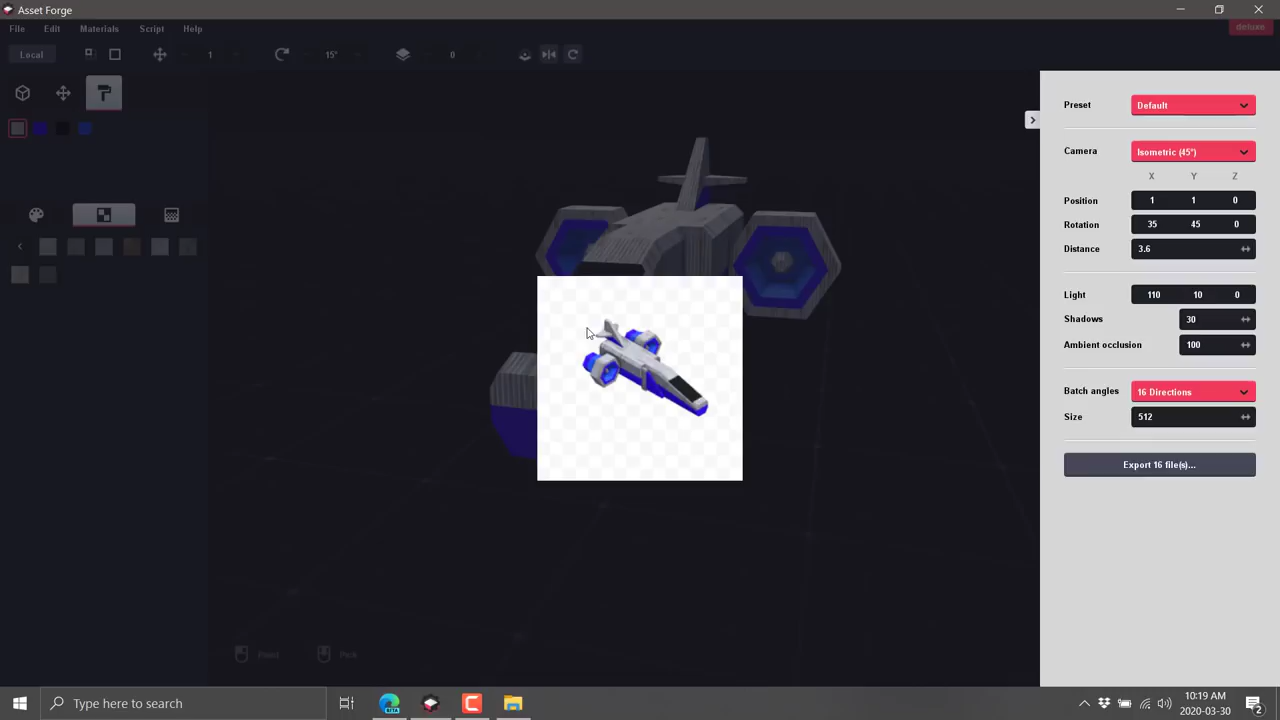 Asset Forge
File Edit Materials Script Help
deluxe
Local 1 15° 0
Preset Default
Camera Isometric (45°)
X Y Z
Position 1 1 0
Rotation 35 45 0
Distance 3.6
Light 110 10 0
Shadows 30
Ambient occlusion 100
Batch angles 16 Directions
Size 512
Export 16 file(s)...
Paint Pick
Type here to search
BETA
10:19 AM
2020-03-30
2